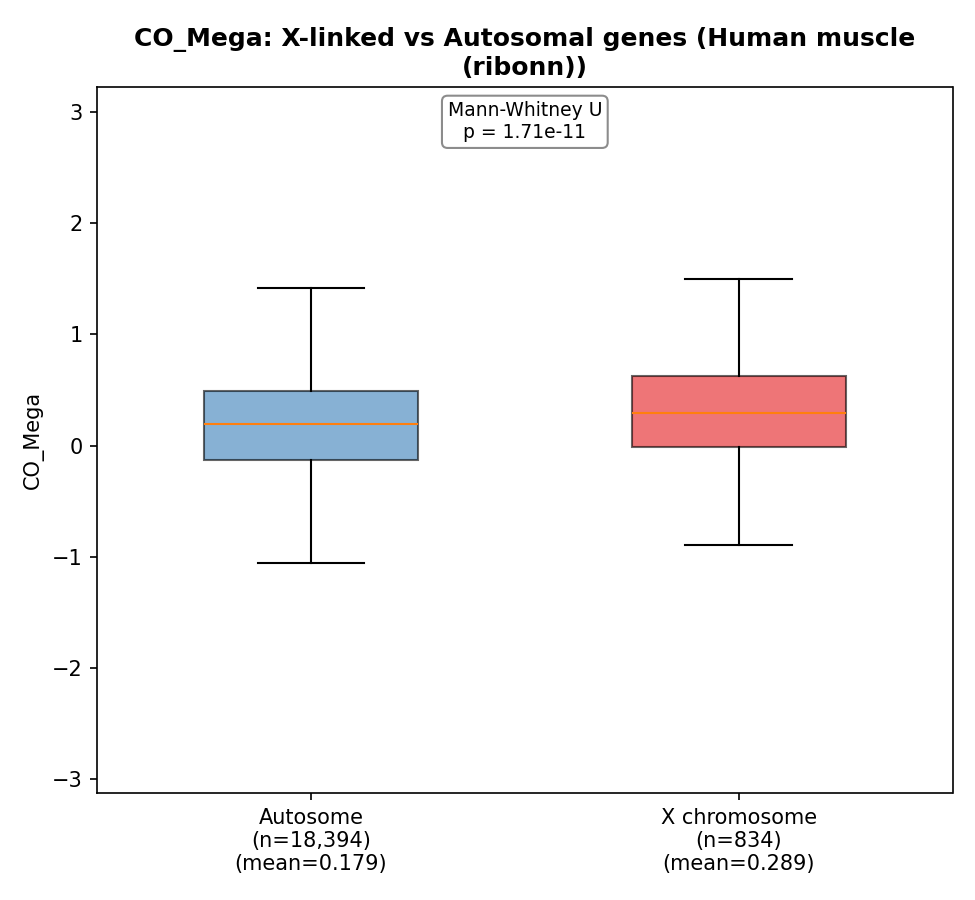 CO_Mega: X-linked vs Autosomal genes (Human muscle
(ribonn))
Mann-Whitney U
p = 1.71e-11
3
2
1
0
−1
−2
−3
CO_Mega
Autosome
(n=18,394)
(mean=0.179)
X chromosome
(n=834)
(mean=0.289)